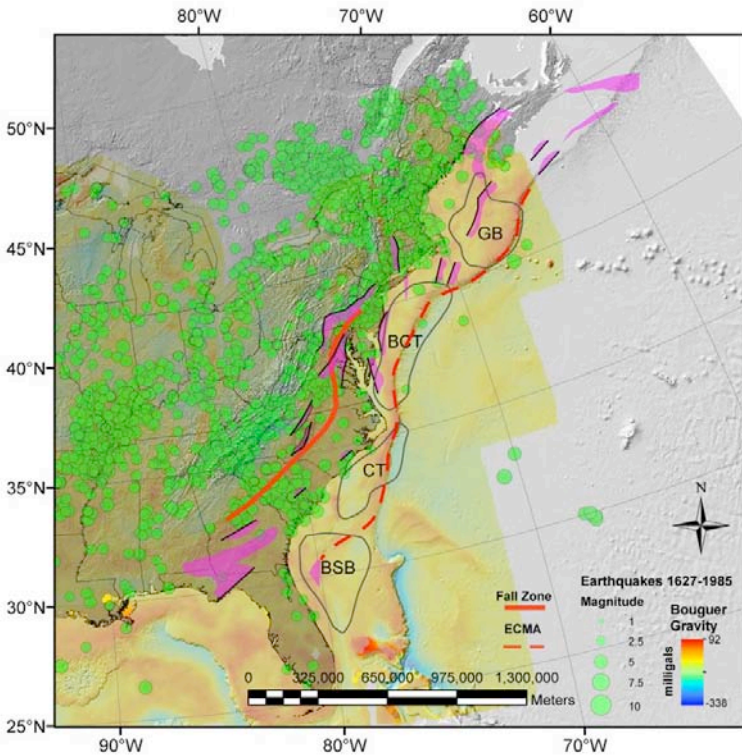 80°W 70°W 60°W
50°N
45°N
40°N
35°N
30°N
25°N
GB
BCT
CT
BSB
N
Fall Zone
ECMA
Earthquakes 1627-1985
Magnitude
1
2.5
5
7.5
10
Bouguer
Gravity
92
milligals
-338
0 325,000 650,000 975,000 1,300,000
Meters
90°W 80°W 70°W